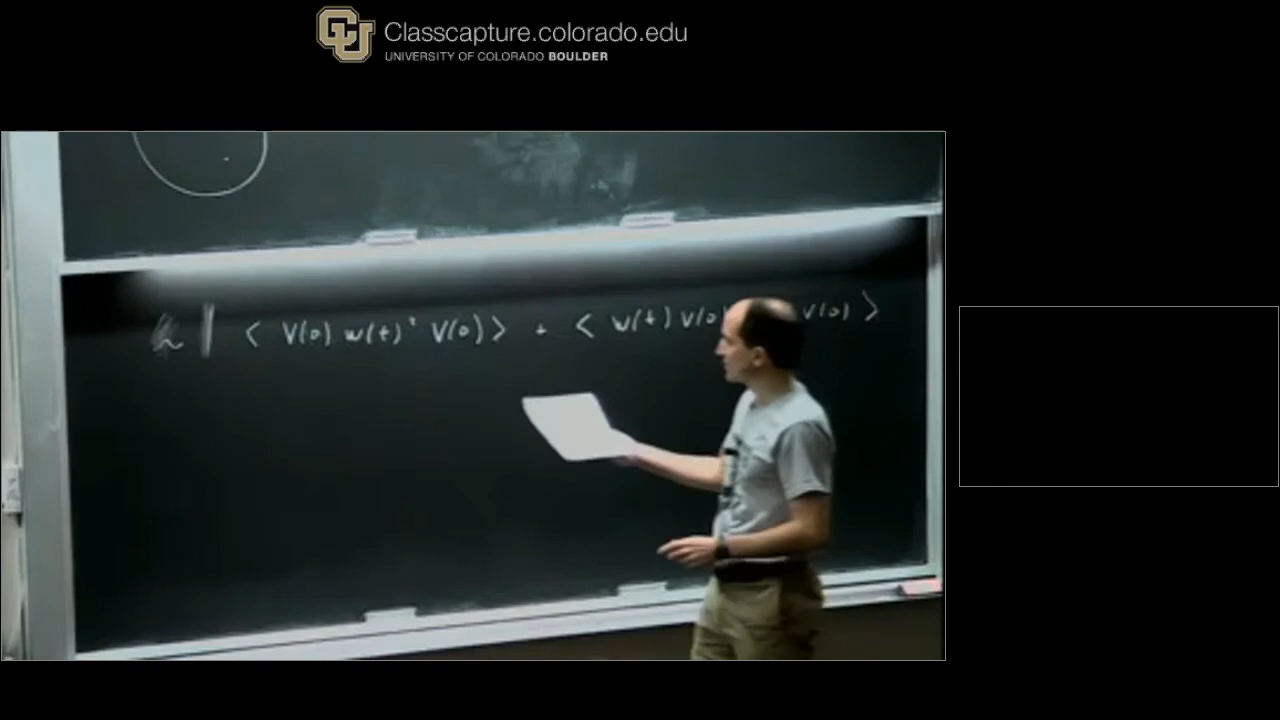 Classcapture.colorado.edu
UNIVERSITY OF COLORADO BOULDER
< V(0) W(t)² V(0) > + < W(t) V(0) V(0) >